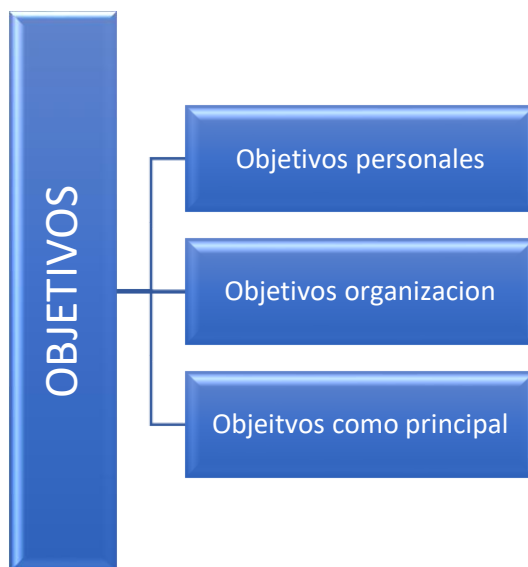 OBJETIVOS
Objetivos personales
Objetivos organizacion
Objeitvos como principal